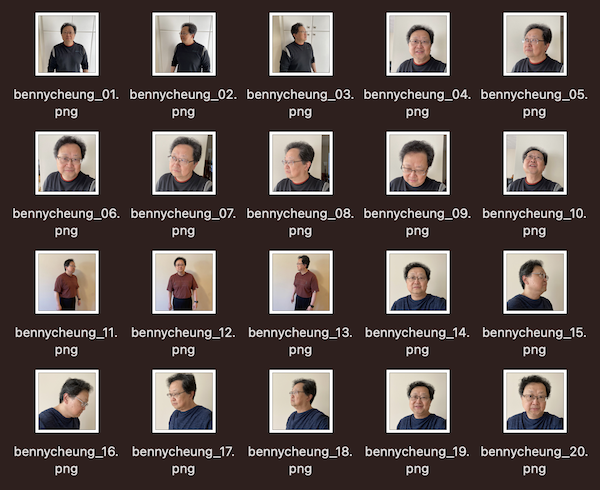 bennycheung_01.
png
bennycheung_02.
png
bennycheung_03.
png
bennycheung_04.
png
bennycheung_05.
png
bennycheung_06.
png
bennycheung_07.
png
bennycheung_08.
png
bennycheung_09.
png
bennycheung_10.
png
bennycheung_11.
png
bennycheung_12.
png
bennycheung_13.
png
bennycheung_14.
png
bennycheung_15.
png
bennycheung_16.
png
bennycheung_17.
png
bennycheung_18.
png
bennycheung_19.
png
bennycheung_20.
png